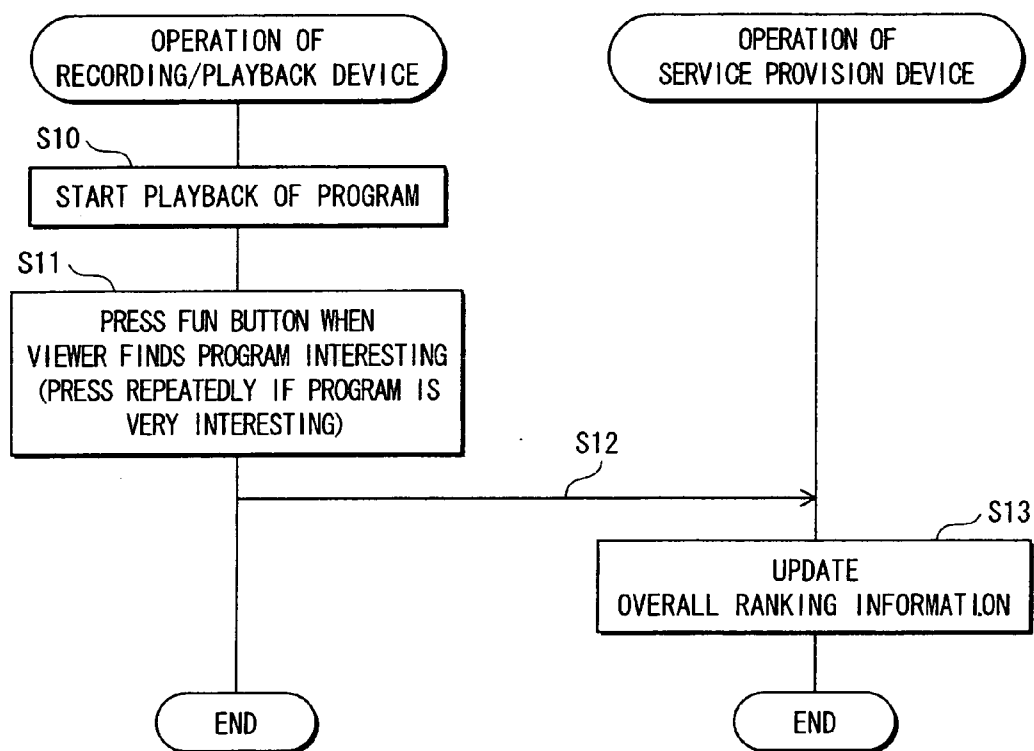 OPERATION OF
RECORDING/PLAYBACK DEVICE
OPERATION OF
SERVICE PROVISION DEVICE
S10
START PLAYBACK OF PROGRAM
S11
PRESS FUN BUTTON WHEN
VIEWER FINDS PROGRAM INTERESTING
(PRESS REPEATEDLY IF PROGRAM IS
VERY INTERESTING)
S12
S13
UPDATE
OVERALL RANKING INFORMATION
END
END